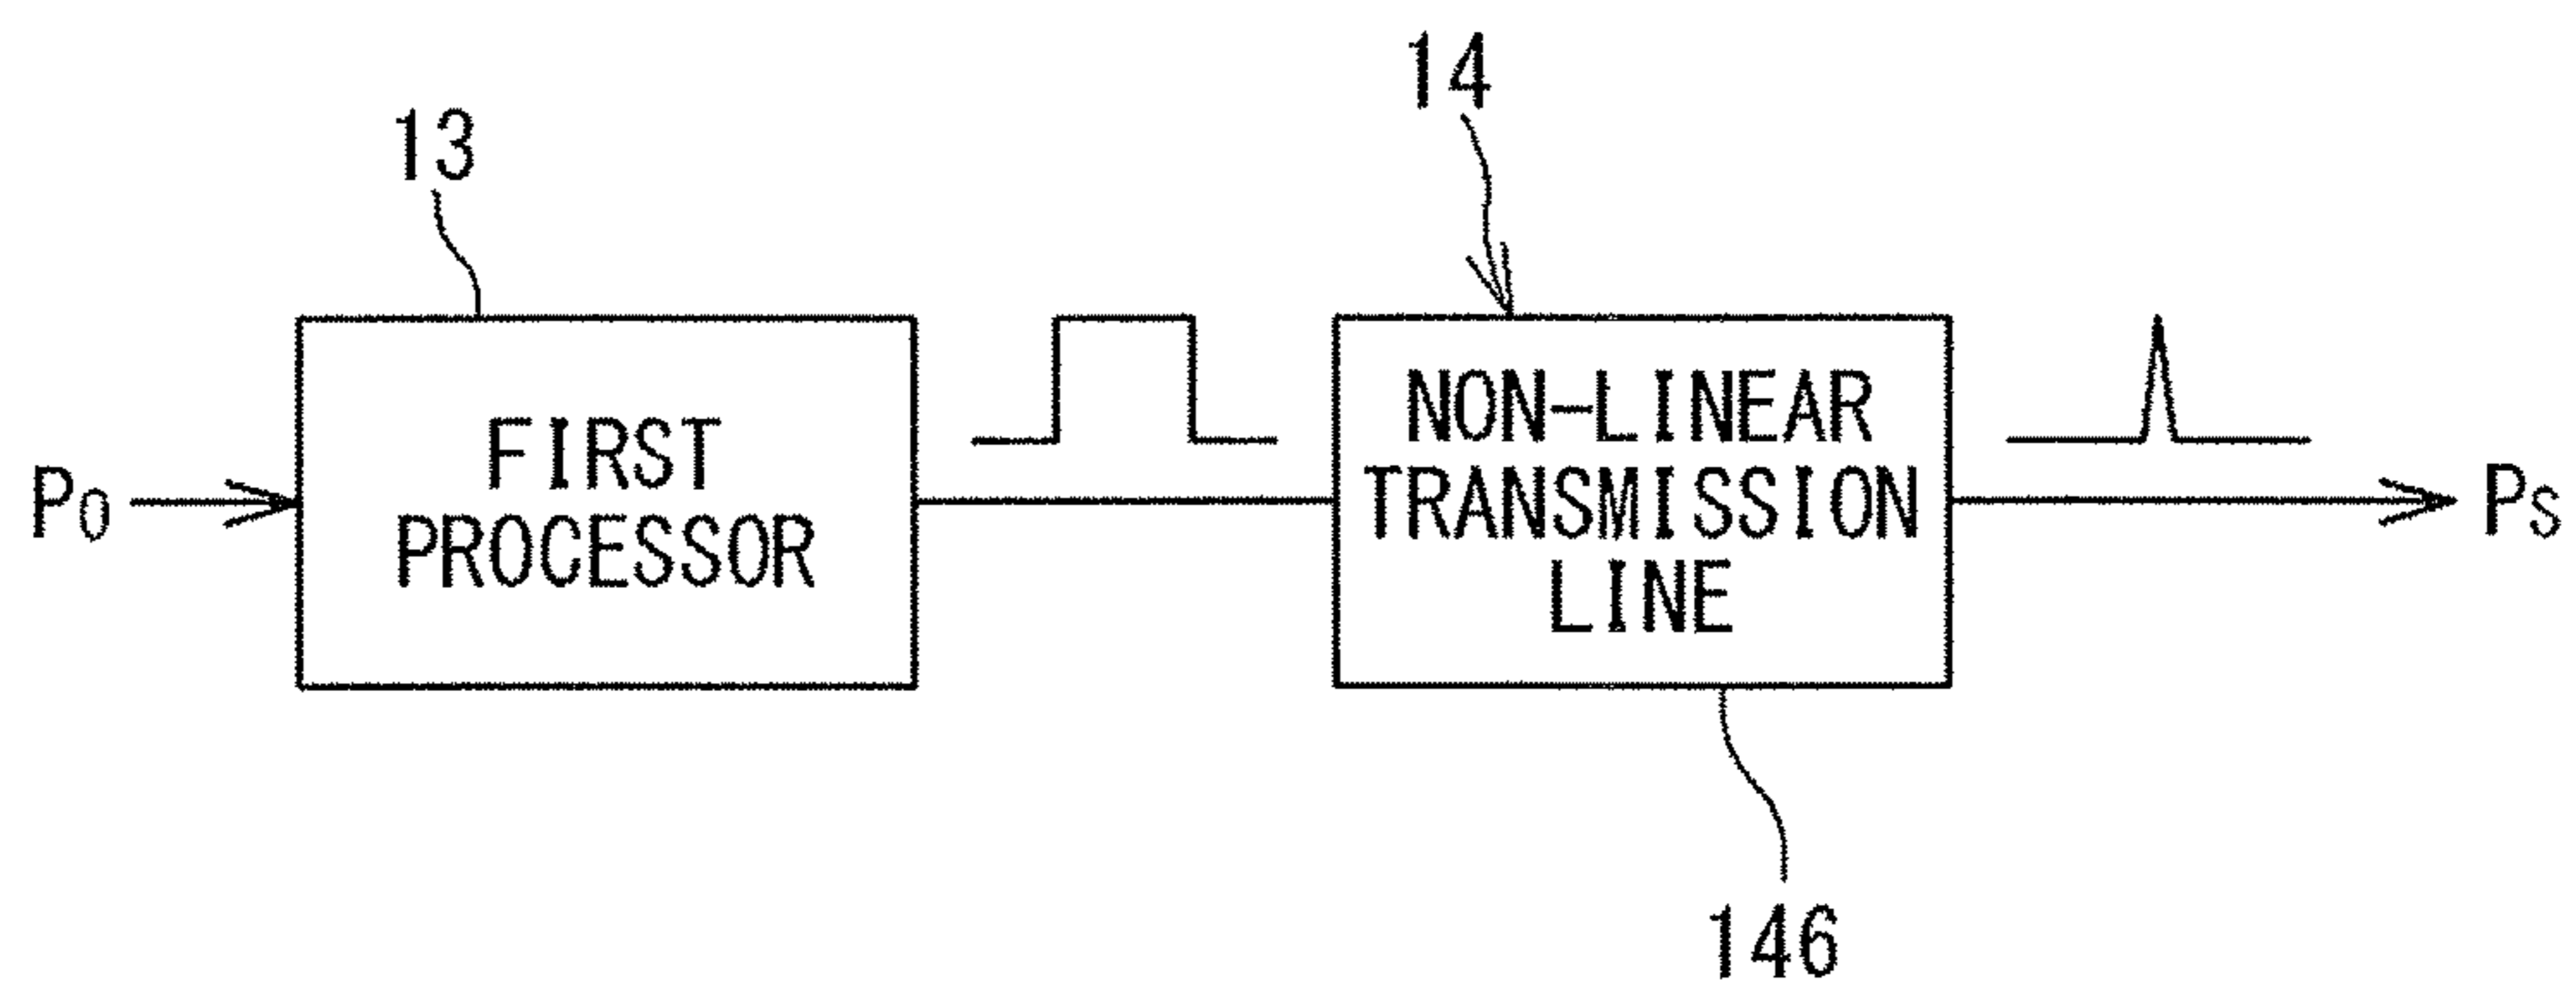 13
14
P0
FIRST
PROCESSOR
NON-LINEAR
TRANSMISSION
LINE
PS
146